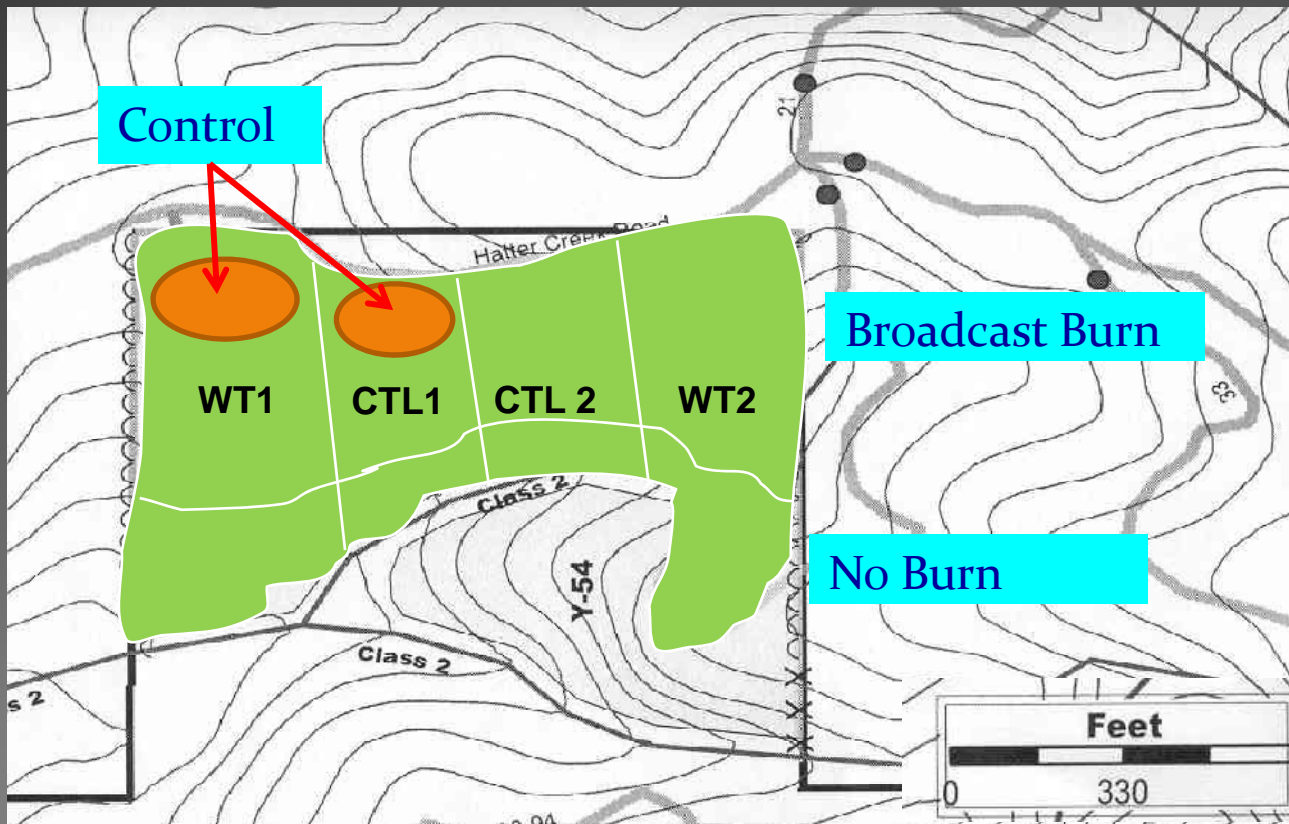 Control
21
Halter Creek Road
Broadcast Burn
WT1
CTL1
CTL 2
WT2
33
Class 2
No Burn
Y-54
Class 2
s 2
Feet
0
330